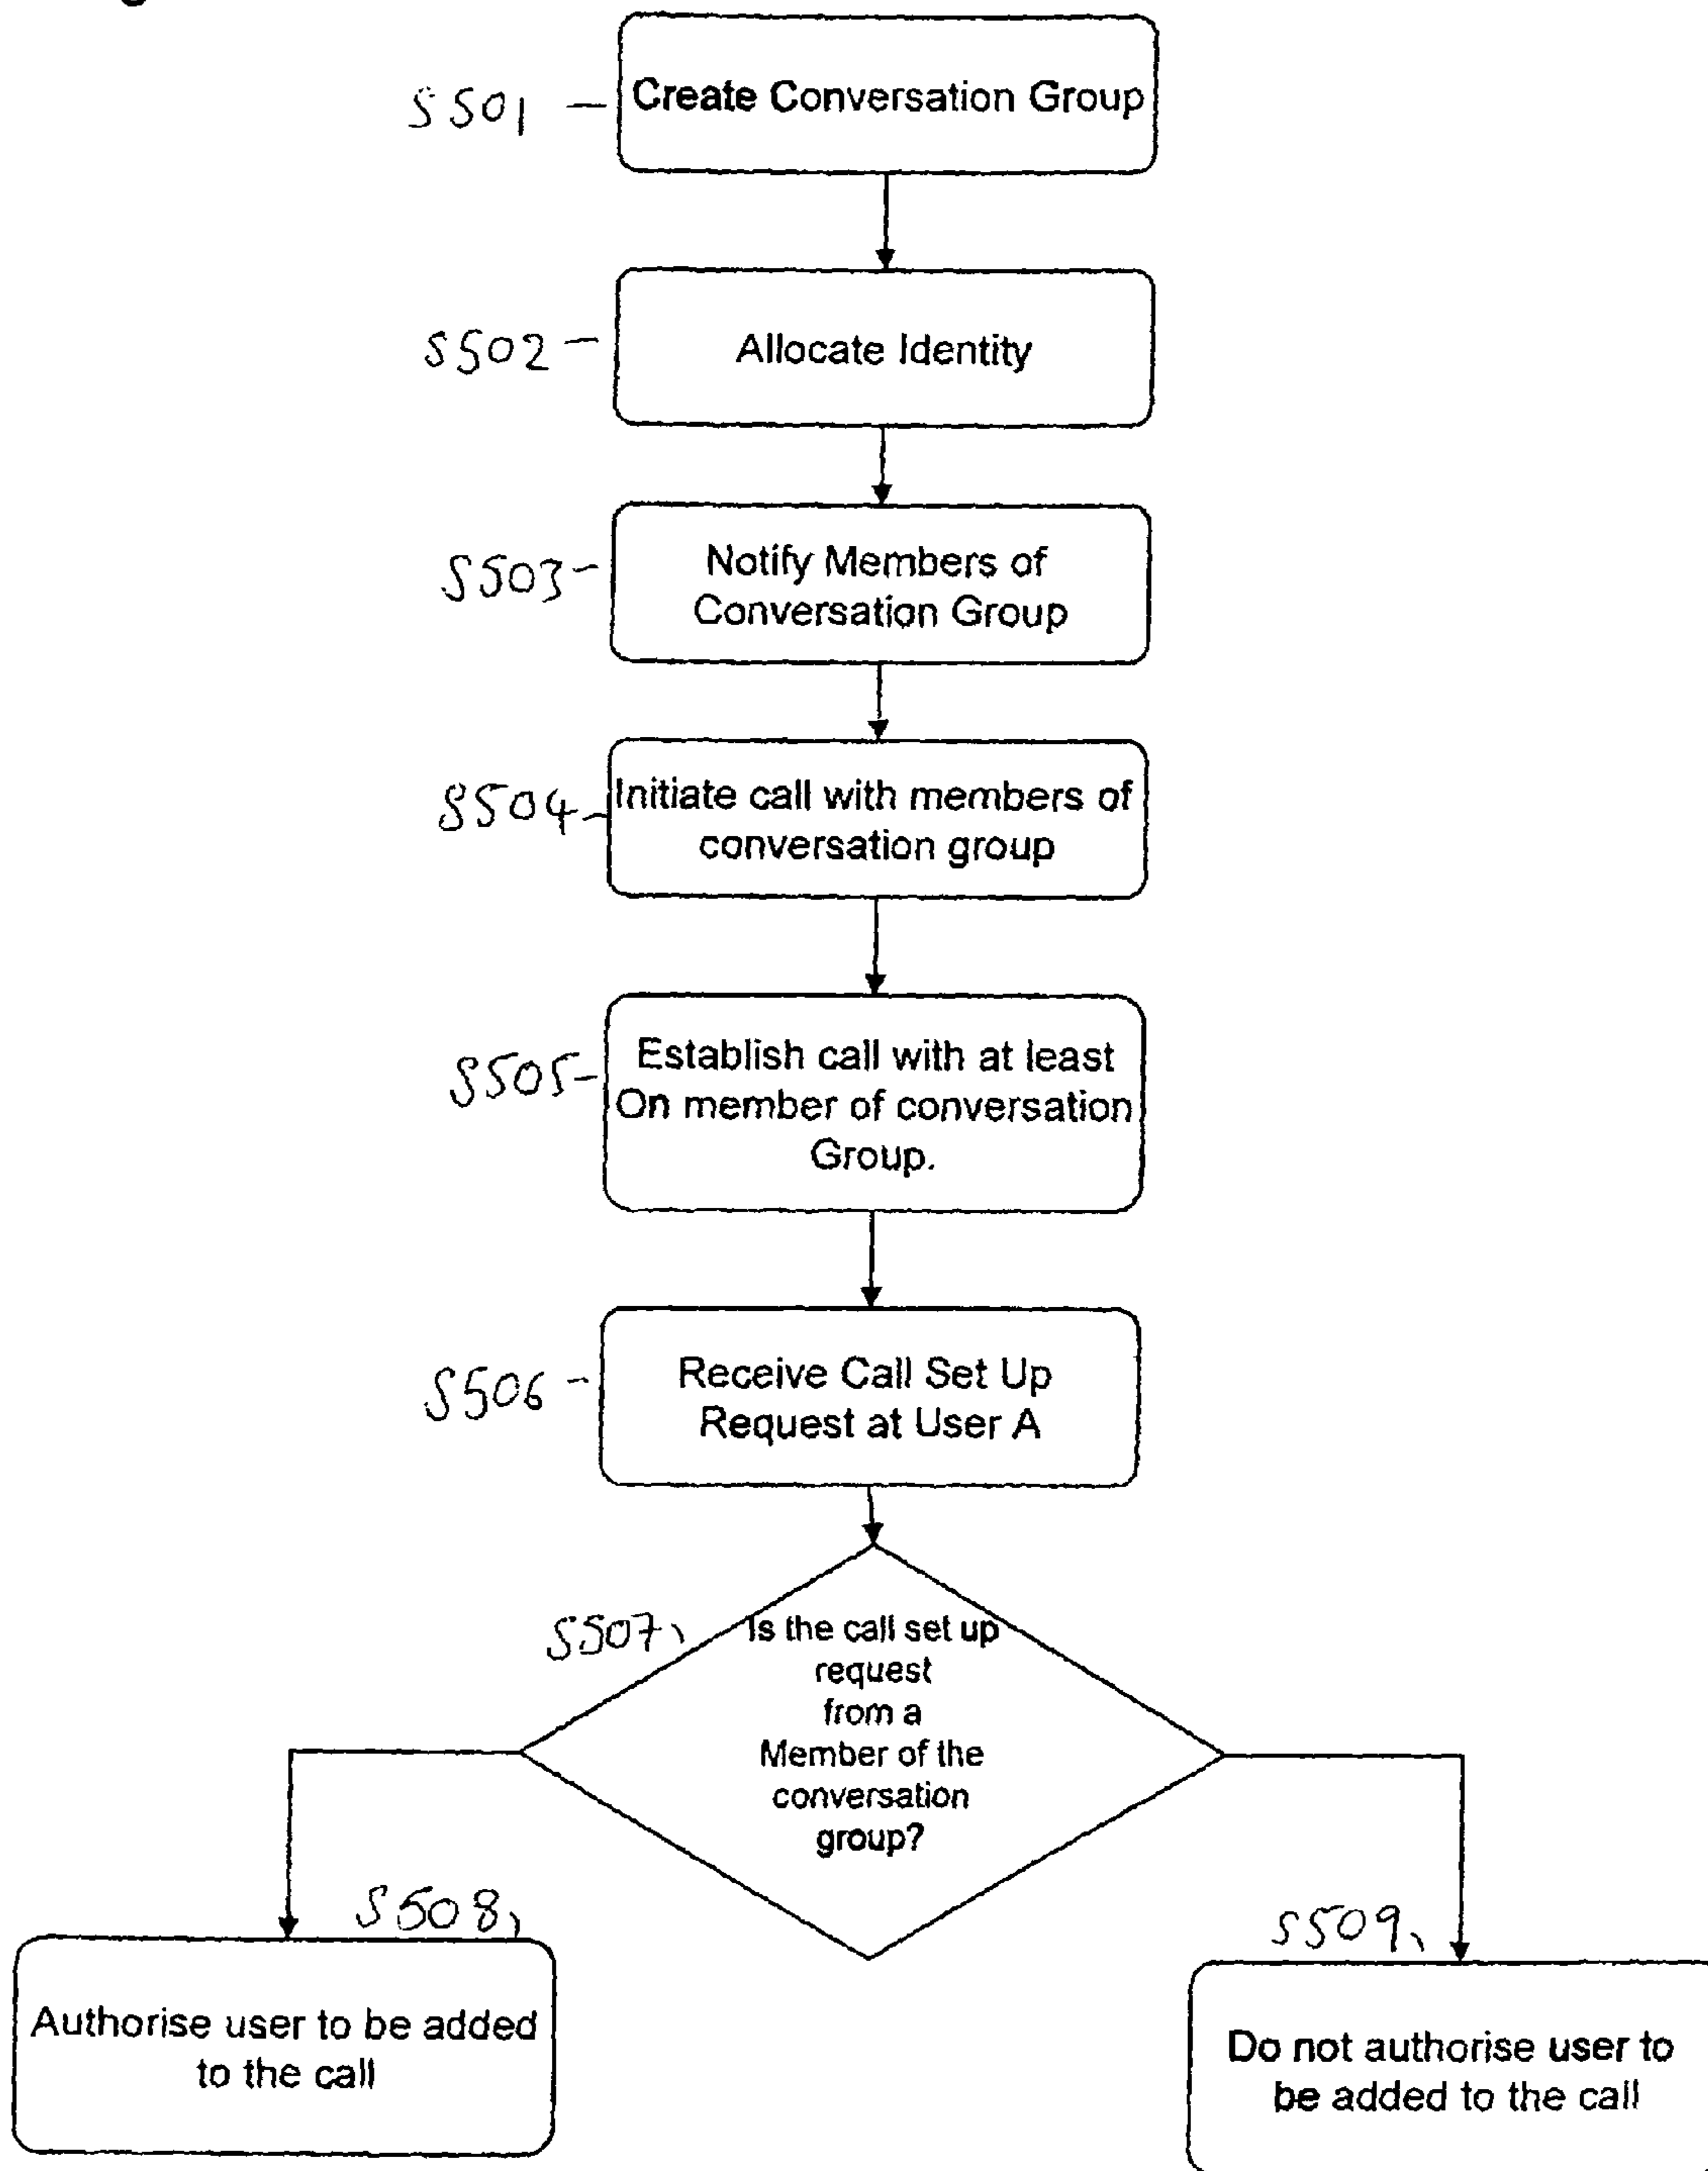 S501
Create Conversation Group
S502
Allocate Identity
S503
Notify Members of
Conversation Group
S504
Initiate call with members of
conversation group
S505
Establish call with at least
On member of conversation
Group.
S506
Receive Call Set Up
Request at User A
S507
Is the call set up
request
from a
Member of the
conversation
group?
S508
Authorise user to be added
to the call
S509
Do not authorise user to
be added to the call